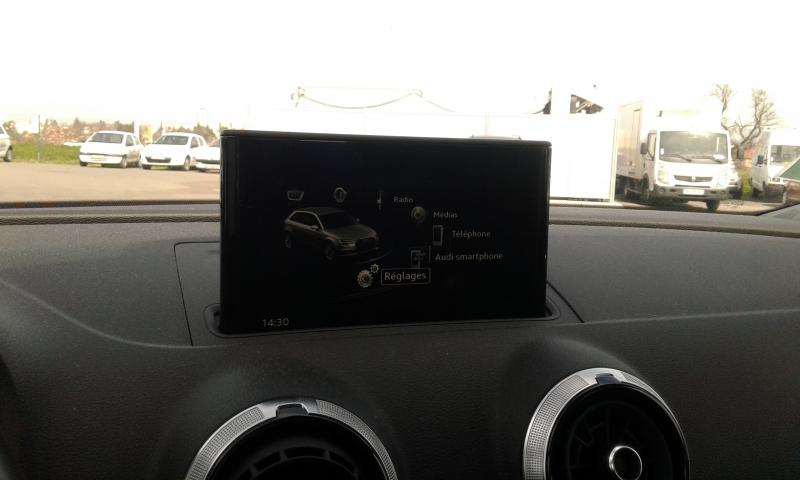 Radio
Médias
Téléphone
Audi smartphone
Réglages
14:30